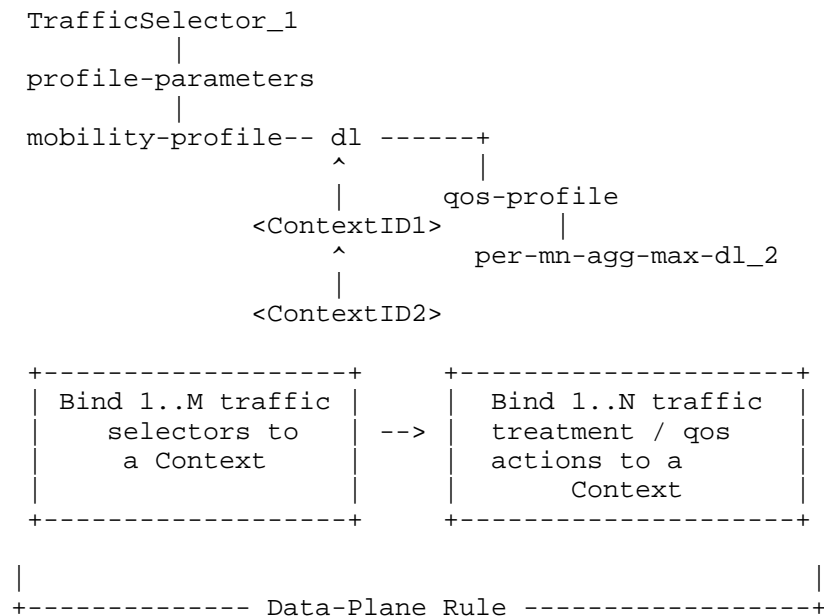 TrafficSelector_1
|
profile-parameters
|
mobility-profile-- dl ------+
^ |
| qos-profile
<ContextID1> |
^ per-mn-agg-max-dl_2
|
<ContextID2>
+-------------------+ +---------------------+
| Bind 1..M traffic | | Bind 1..N traffic |
| selectors to | --> | treatment / qos |
| a Context | | actions to a |
| | | Context |
+-------------------+ +---------------------+
| |
+-------------- Data-Plane Rule ------------------+